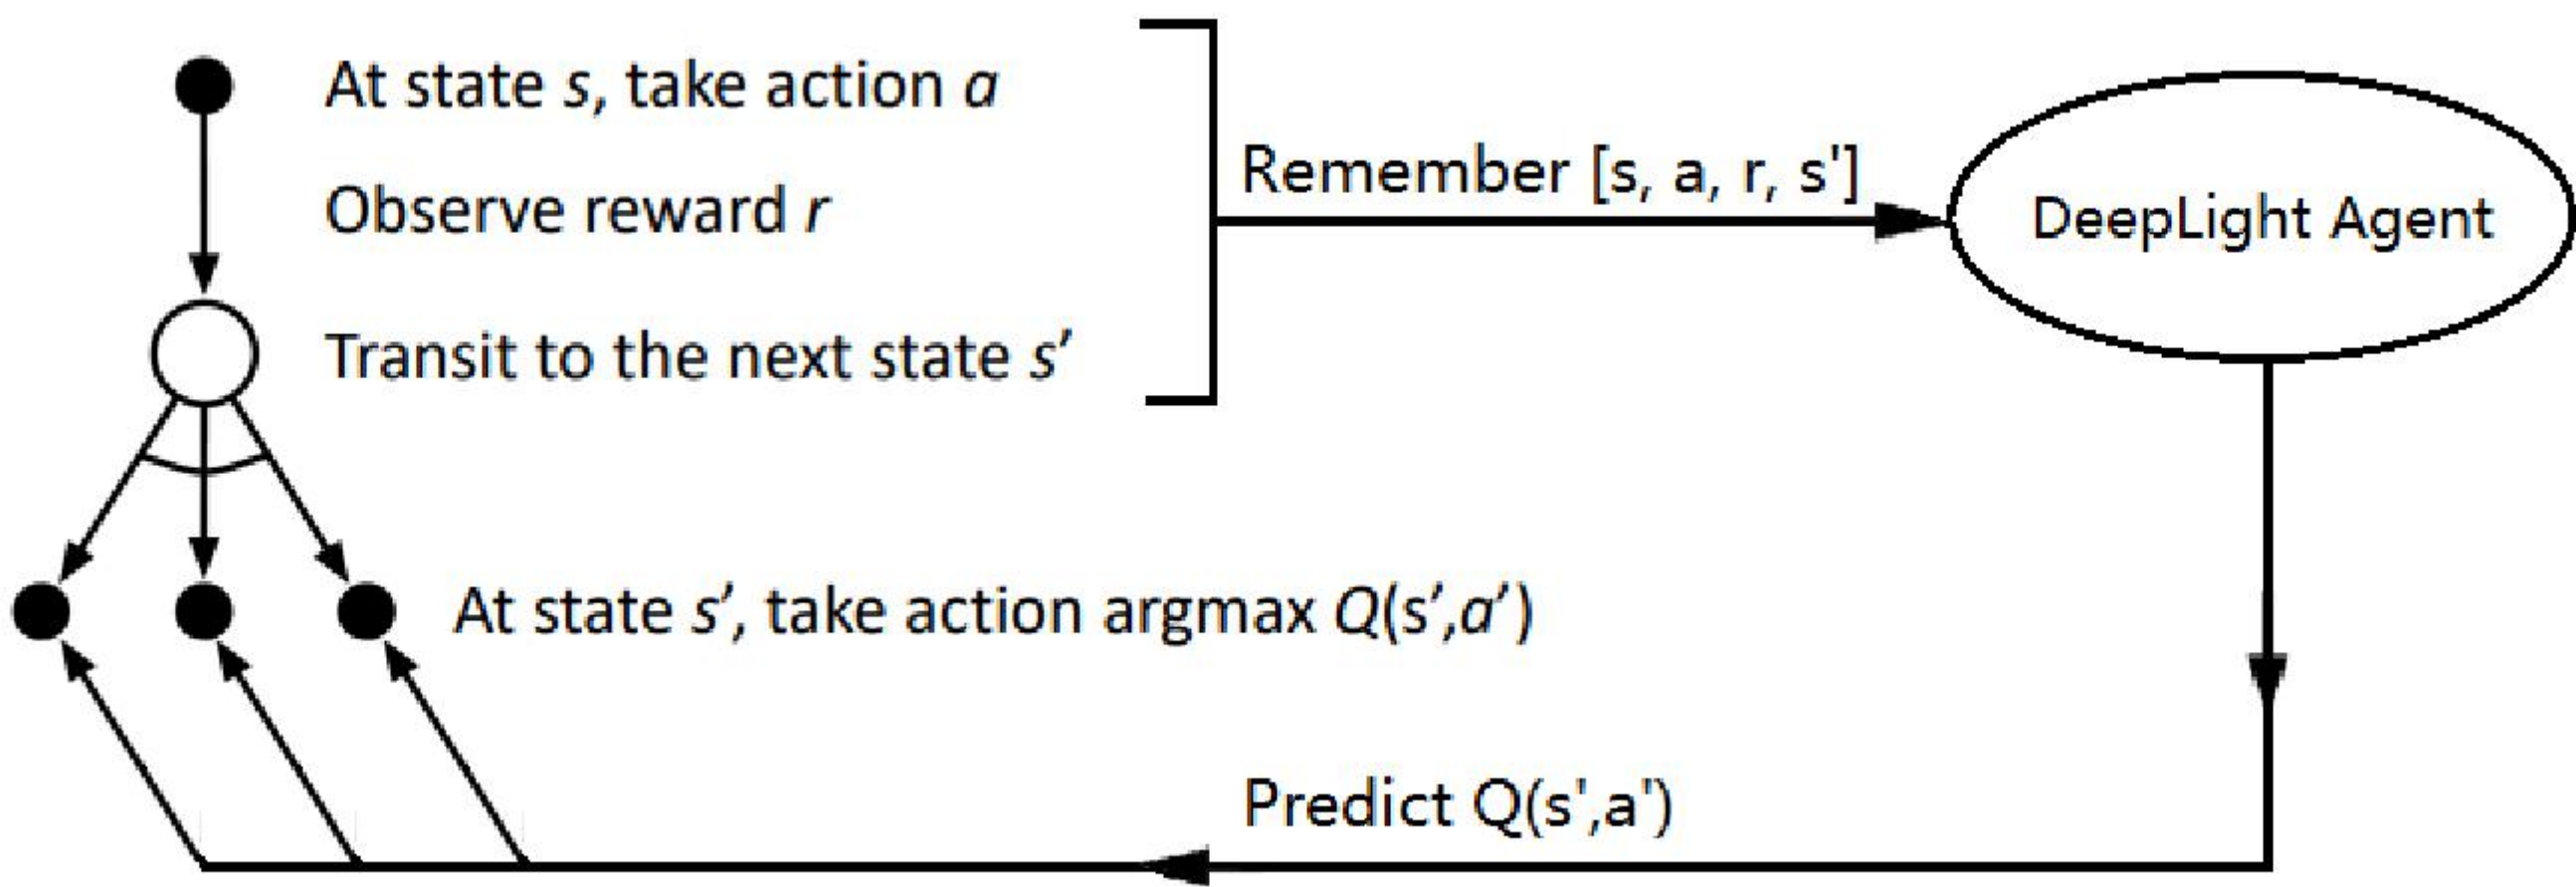 At state s, take action a
Observe reward r
Transit to the next state s′
Remember [s, a, r, s']
DeepLight Agent
At state s′, take action argmax Q(s′,a′)
Predict Q(s',a')